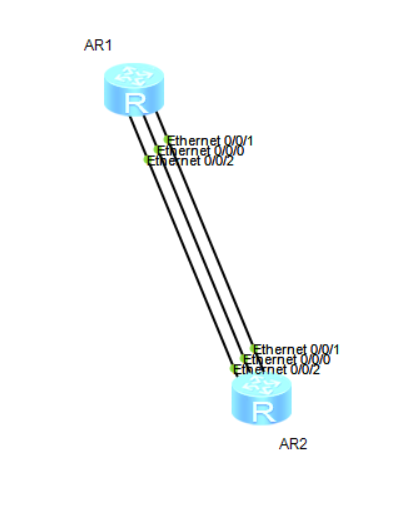 AR1
R
Ethernet 0/0/1
Ethernet 0/0/0
Ethernet 0/0/2
Ethernet 0/0/1
Ethernet 0/0/0
Ethernet 0/0/2
R
AR2